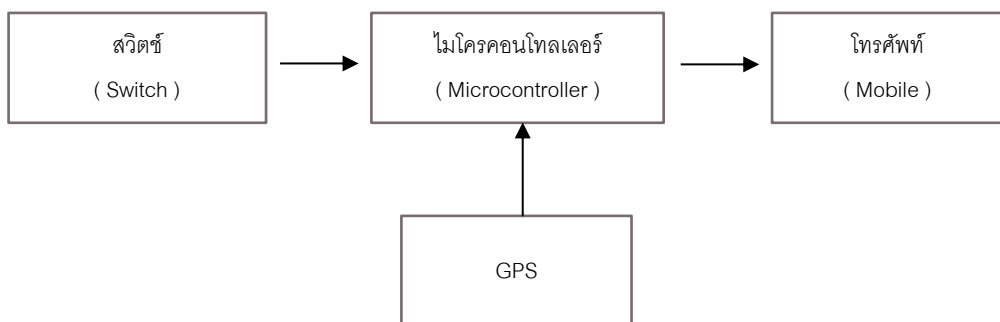 สวิตช์
( Switch )
ไมโครคอนโทลเลอร์
( Microcontroller )
โทรศัพท์
( Mobile )
GPS